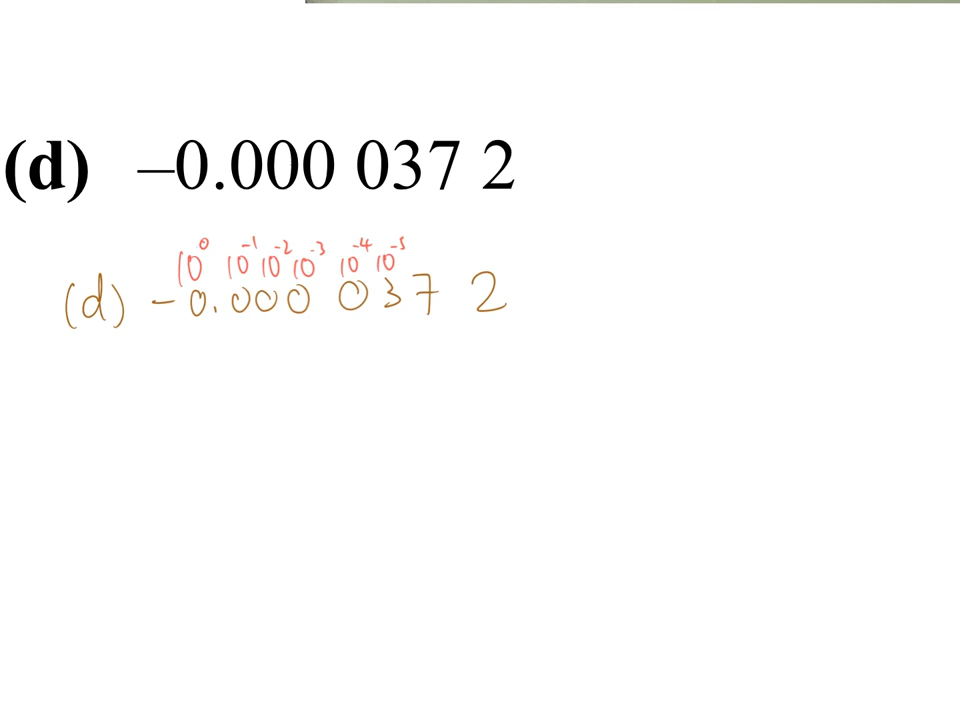 (d) –0.000 037 2
10⁰ 10⁻¹ 10⁻² 10⁻³ 10⁻⁴ 10⁻⁵
(d) -0.000 037 2